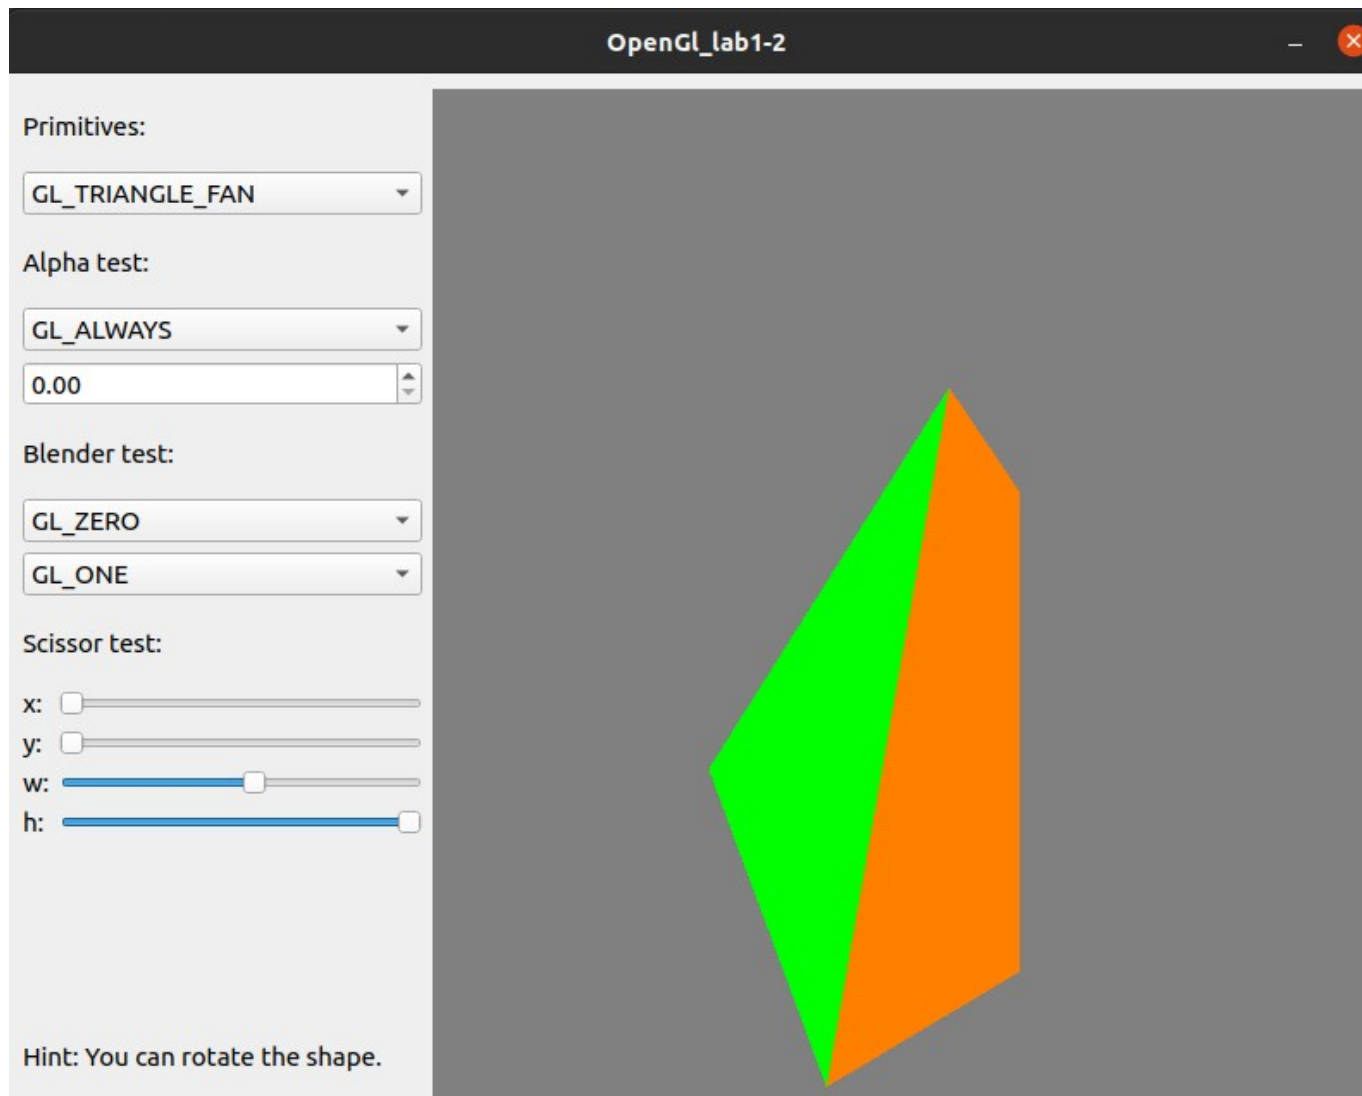 OpenGl_lab1-2
Primitives:
GL_TRIANGLE_FAN
Alpha test:
GL_ALWAYS
0.00
Blender test:
GL_ZERO
GL_ONE
Scissor test:
x:
y:
w:
h:
Hint: You can rotate the shape.